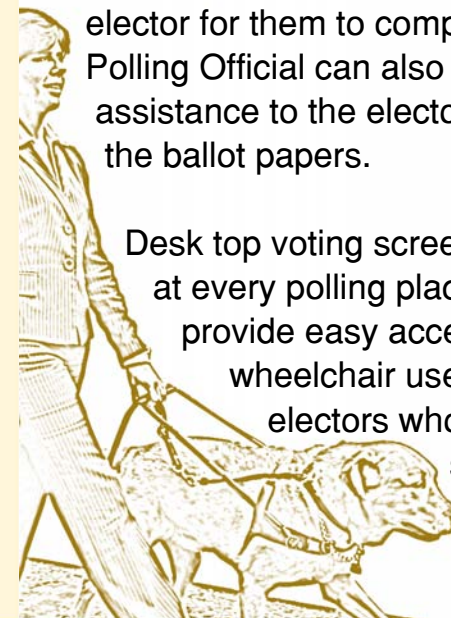 elector for them to comp
Polling Official can also
assistance to the electo
the ballot papers.
Desk top voting scree
at every polling plac
provide easy acce
wheelchair use
electors who